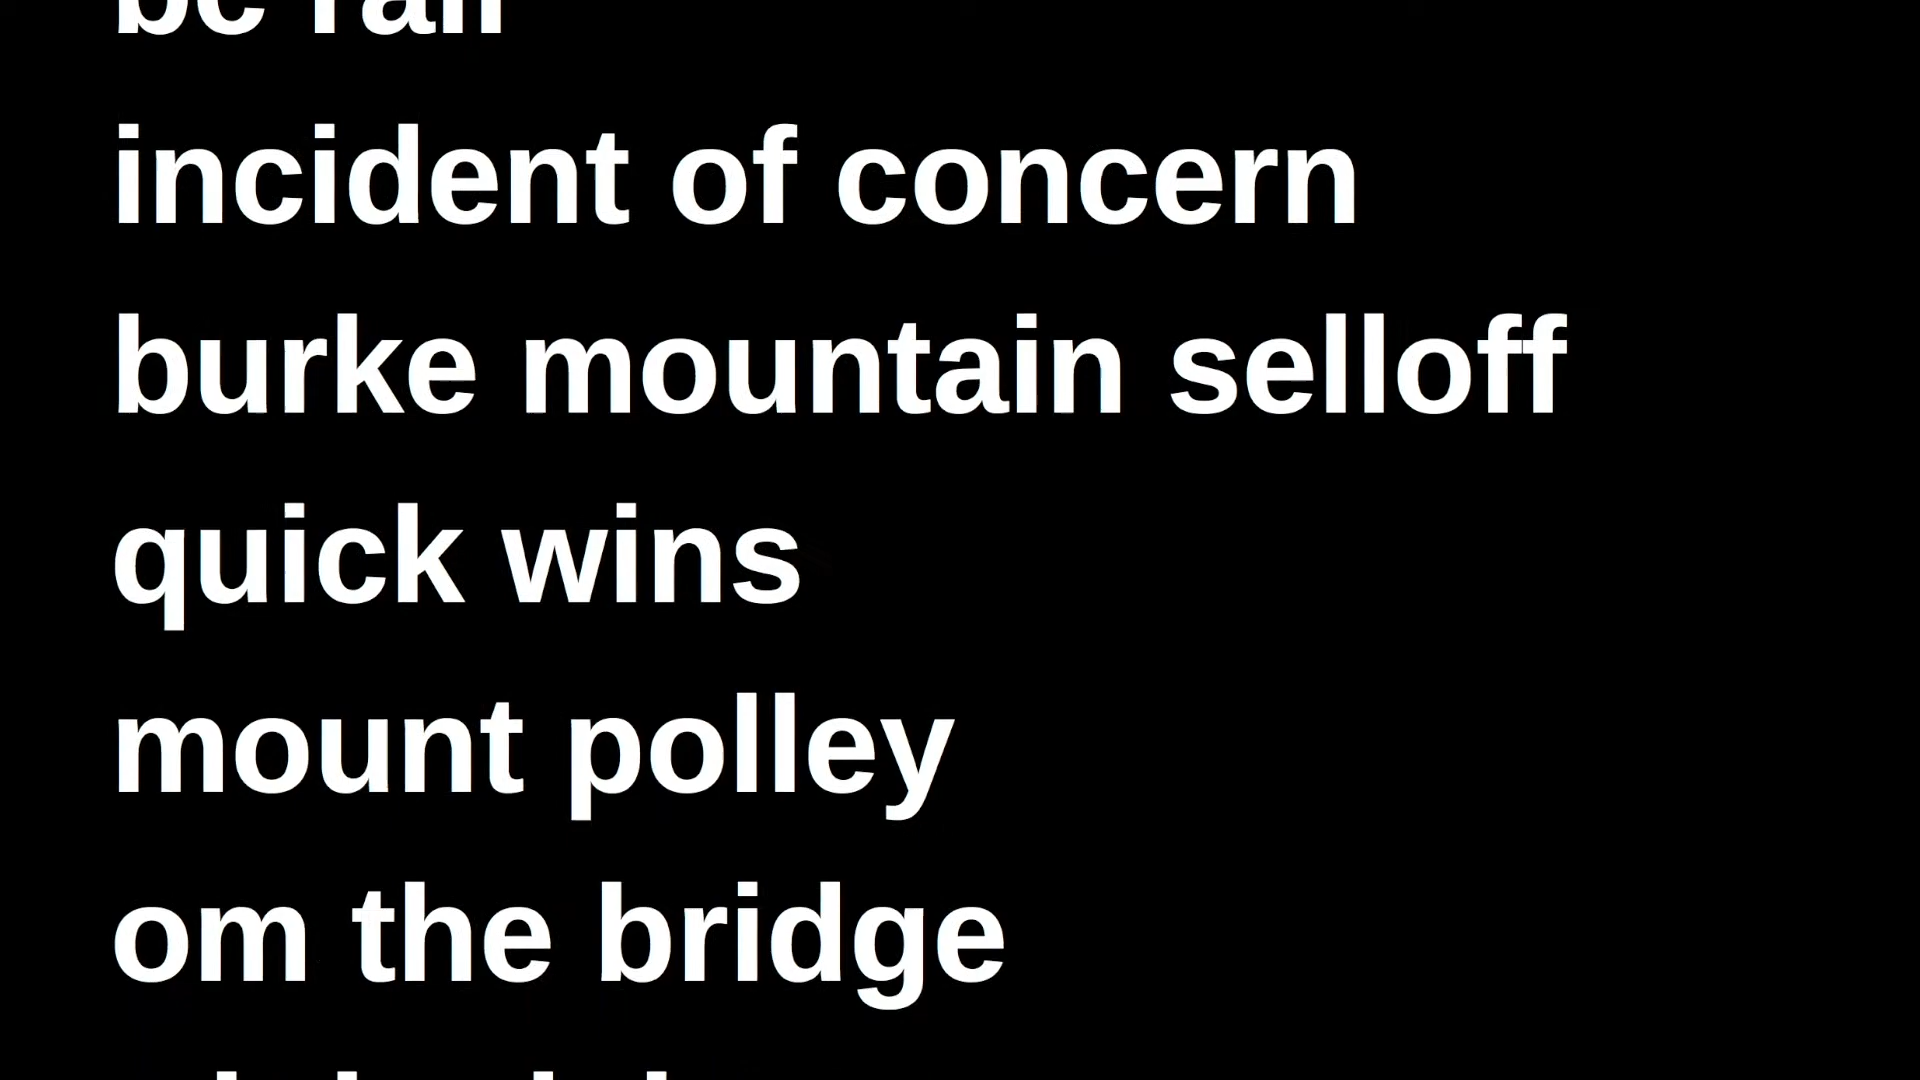 bc rail
incident of concern
burke mountain selloff
quick wins
mount polley
om the bridge